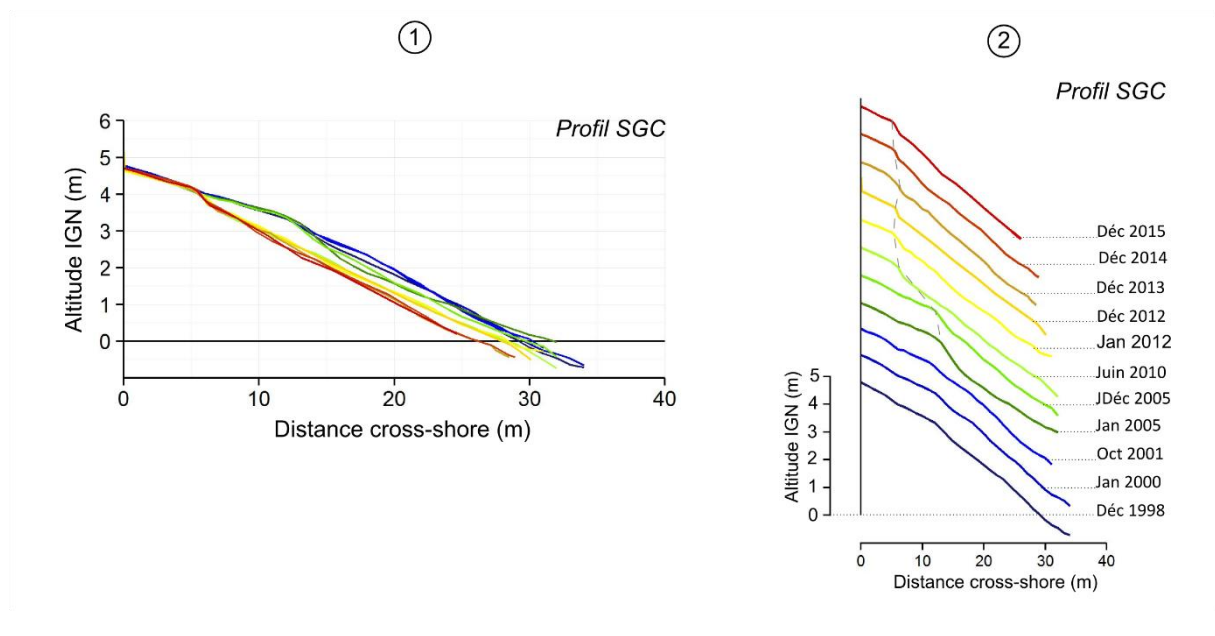 1
Profil SGC
6
5
4
3
2
1
0
Altitude IGN (m)
0 10 20 30 40
Distance cross-shore (m)
2
Profil SGC
Déc 2015
Déc 2014
Déc 2013
Déc 2012
Jan 2012
Juin 2010
JDéc 2005
Jan 2005
Oct 2001
Jan 2000
Déc 1998
5
4
3
2
1
0
Altitude IGN (m)
0 10 20 30 40
Distance cross-shore (m)